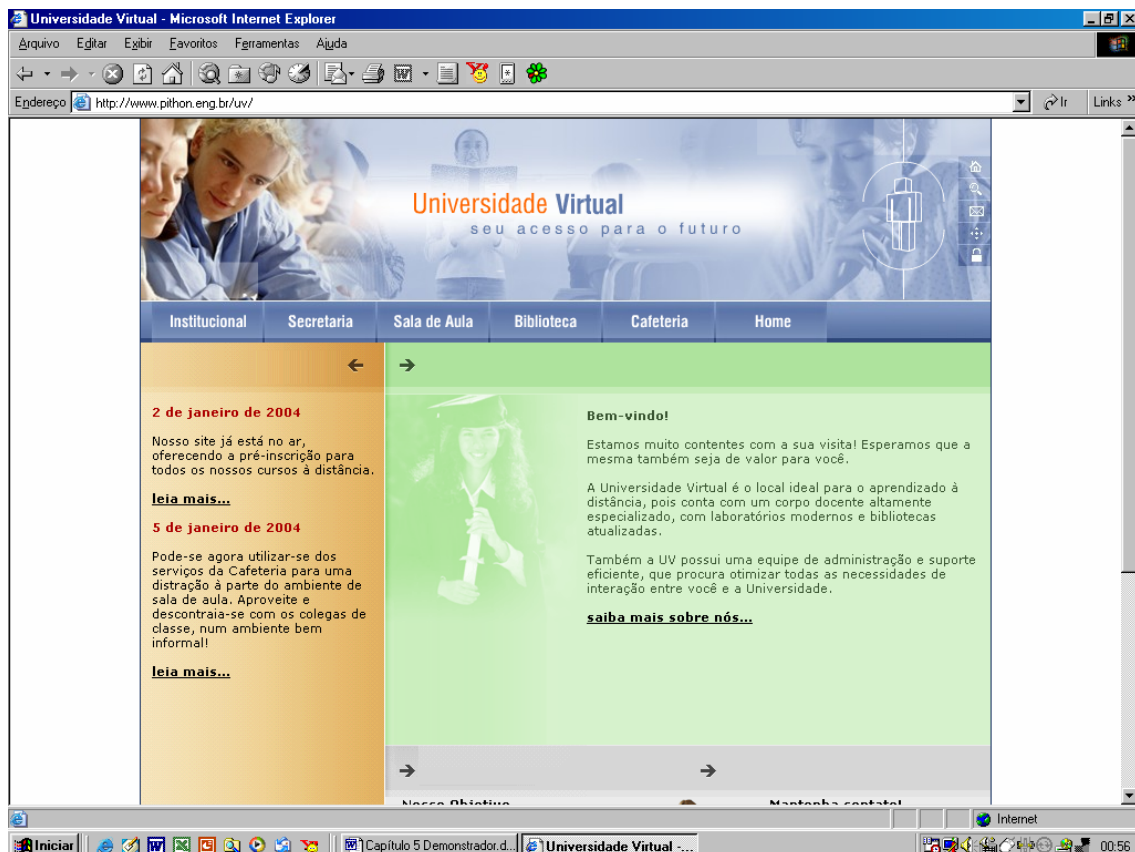 Universidade Virtual - Microsoft Internet Explorer
Arquivo Editar Exibir Favoritos Ferramentas Ajuda
Endereço http://www.pithon.eng.br/uv/ Ir Links »
Universidade Virtual
seu acesso para o futuro
Institucional Secretaria Sala de Aula Biblioteca Cafeteria Home
2 de janeiro de 2004
Nosso site já está no ar,
oferecendo a pré-inscrição para
todos os nossos cursos à distância.
leia mais...
5 de janeiro de 2004
Pode-se agora utilizar-se dos
serviços da Cafeteria para uma
distração à parte do ambiente de
sala de aula. Aproveite e
descontraia-se com os colegas de
classe, num ambiente bem
informal!
leia mais...
Bem-vindo!
Estamos muito contentes com a sua visita! Esperamos que a
mesma também seja de valor para você.
A Universidade Virtual é o local ideal para o aprendizado à
distância, pois conta com um corpo docente altamente
especializado, com laboratórios modernos e bibliotecas
atualizadas.
Também a UV possui uma equipe de administração e suporte
eficiente, que procura otimizar todas as necessidades de
interação entre você e a Universidade.
saiba mais sobre nós...
Nosso Objetivo
Mantenha contato!
Internet
Iniciar Capítulo 5 Demonstrador.d... Universidade Virtual -... 00:56